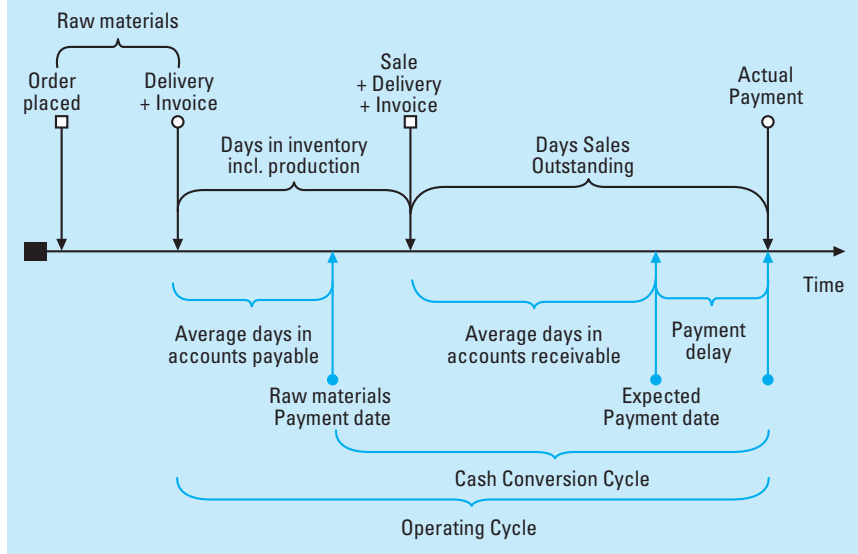 Raw materials
Order
placed
Delivery
+ Invoice
Sale
+ Delivery
+ Invoice
Actual
Payment
Days in inventory
incl. production
Days Sales
Outstanding
Time
Average days in
accounts payable
Average days in
accounts receivable
Payment
delay
Raw materials
Payment date
Expected
Payment date
Cash Conversion Cycle
Operating Cycle